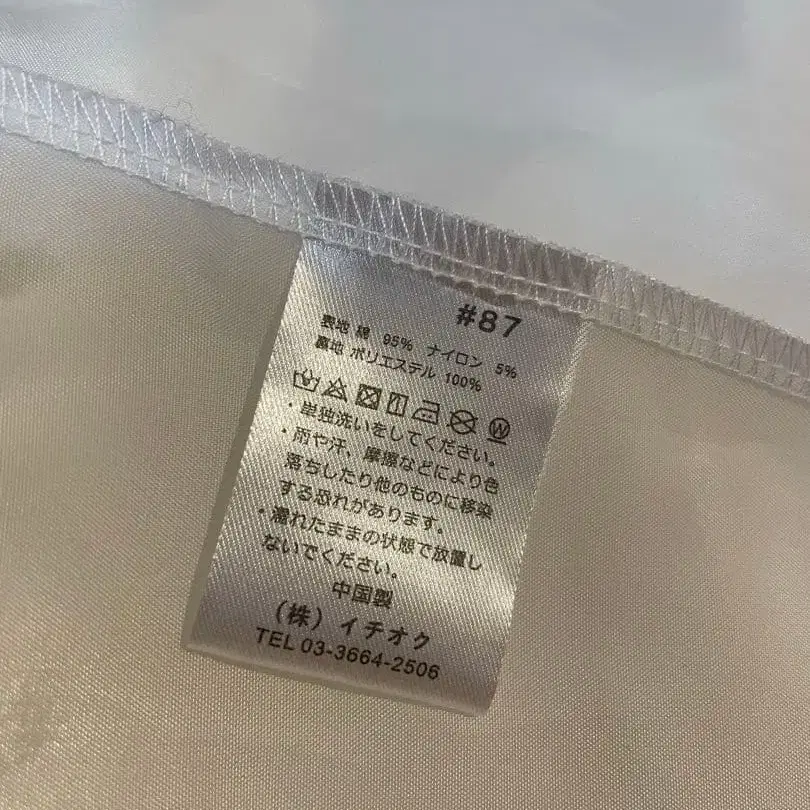 #87
表地 綿 95% ナイロン 5%
裏地 ポリエステル 100%
W
・単独洗いをしてください。
・雨や汗、摩擦などにより色
落ちしたり他のものに移染
する恐れがあります。
・濡れたままの状態で放置し
ないでください。
中国製
(株) イチオク
TEL 03-3664-2506